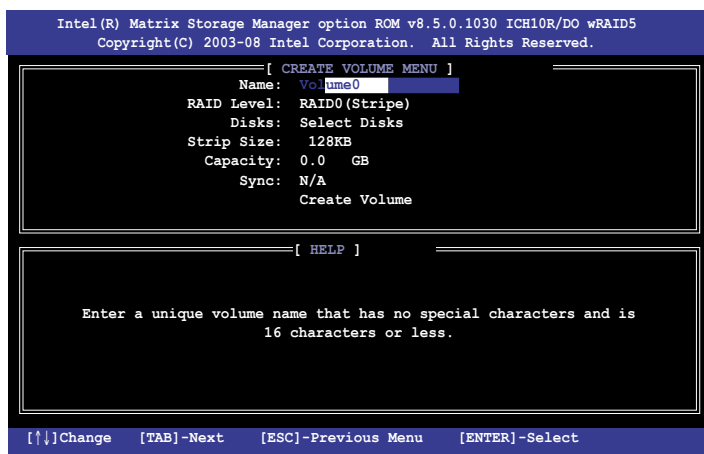 Intel(R) Matrix Storage Manager option ROM v8.5.0.1030 ICH10R/DO wRAID5
Copyright(C) 2003-08 Intel Corporation. All Rights Reserved.
[ CREATE VOLUME MENU ]
Name: Volume0
RAID Level: RAID0(Stripe)
Disks: Select Disks
Strip Size: 128KB
Capacity: 0.0 GB
Sync: N/A
Create Volume
[ HELP ]
Enter a unique volume name that has no special characters and is
16 characters or less.
[↑↓]Change [TAB]-Next [ESC]-Previous Menu [ENTER]-Select